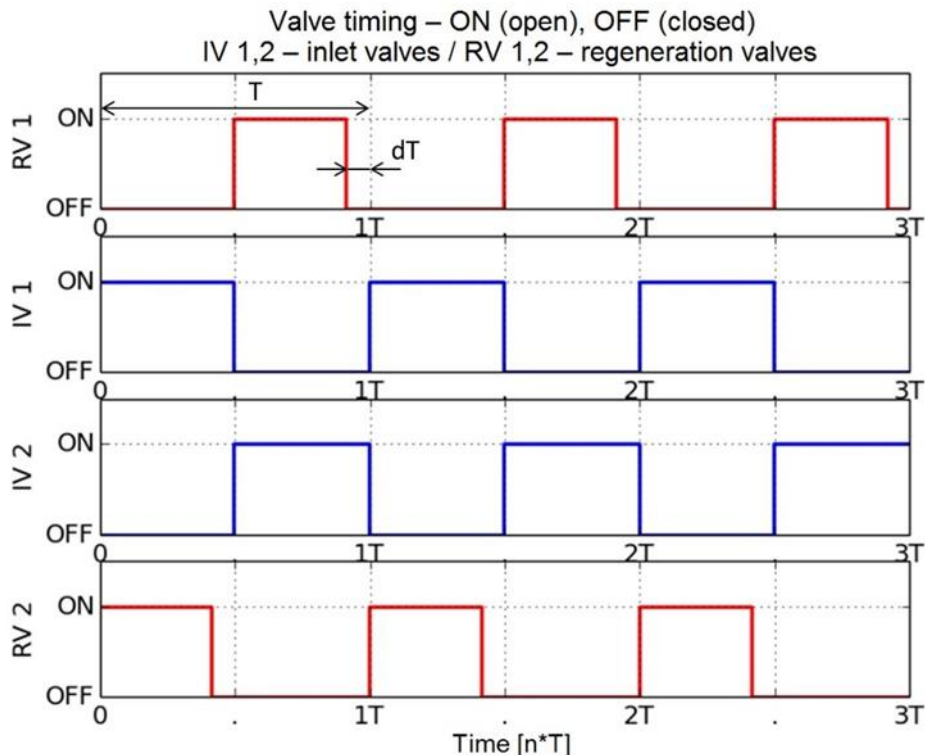 Valve timing – ON (open), OFF (closed)
IV 1,2 – inlet valves / RV 1,2 – regeneration valves
T
ON
dT
RV 1
OFF
0 1T 2T 3T
ON
IV 1
OFF
0 1T 2T 3T
ON
IV 2
OFF
0 1T 2T 3T
ON
RV 2
OFF
0 . 1T . 2T . 3T
Time [n*T]